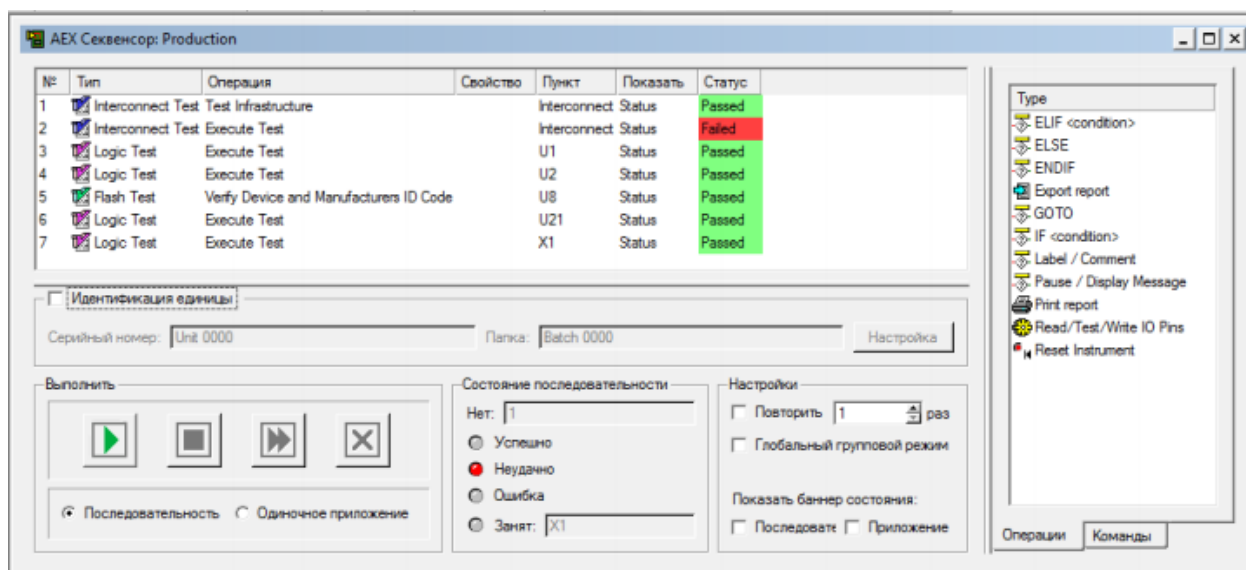 AEX Секвенсор: Production
№ Тип Операция Свойство Пункт Показать Статус
1 Interconnect Test Test Infrastructure Interconnect Status Passed
2 Interconnect Test Execute Test Interconnect Status Failed
3 Logic Test Execute Test U1 Status Passed
4 Logic Test Execute Test U2 Status Passed
5 Flash Test Verify Device and Manufacturers ID Code U8 Status Passed
6 Logic Test Execute Test U21 Status Passed
7 Logic Test Execute Test X1 Status Passed
Идентификация единицы
Серийный номер: Unit 0000 Папка: Batch 0000 Настройка
Выполнить
Последовательность Одиночное приложение
Состояние последовательности
Нет: 1
Успешно
Неудачно
Ошибка
Занят: X1
Настройки
Повторить 1 раз
Глобальный групповой режим
Показать баннер состояния:
Последовате Приложение
Type
ELIF <condition>
ELSE
ENDIF
Export report
GOTO
IF <condition>
Label / Comment
Pause / Display Message
Print report
Read/Test/Write IO Pins
Reset Instrument
Операции Команды